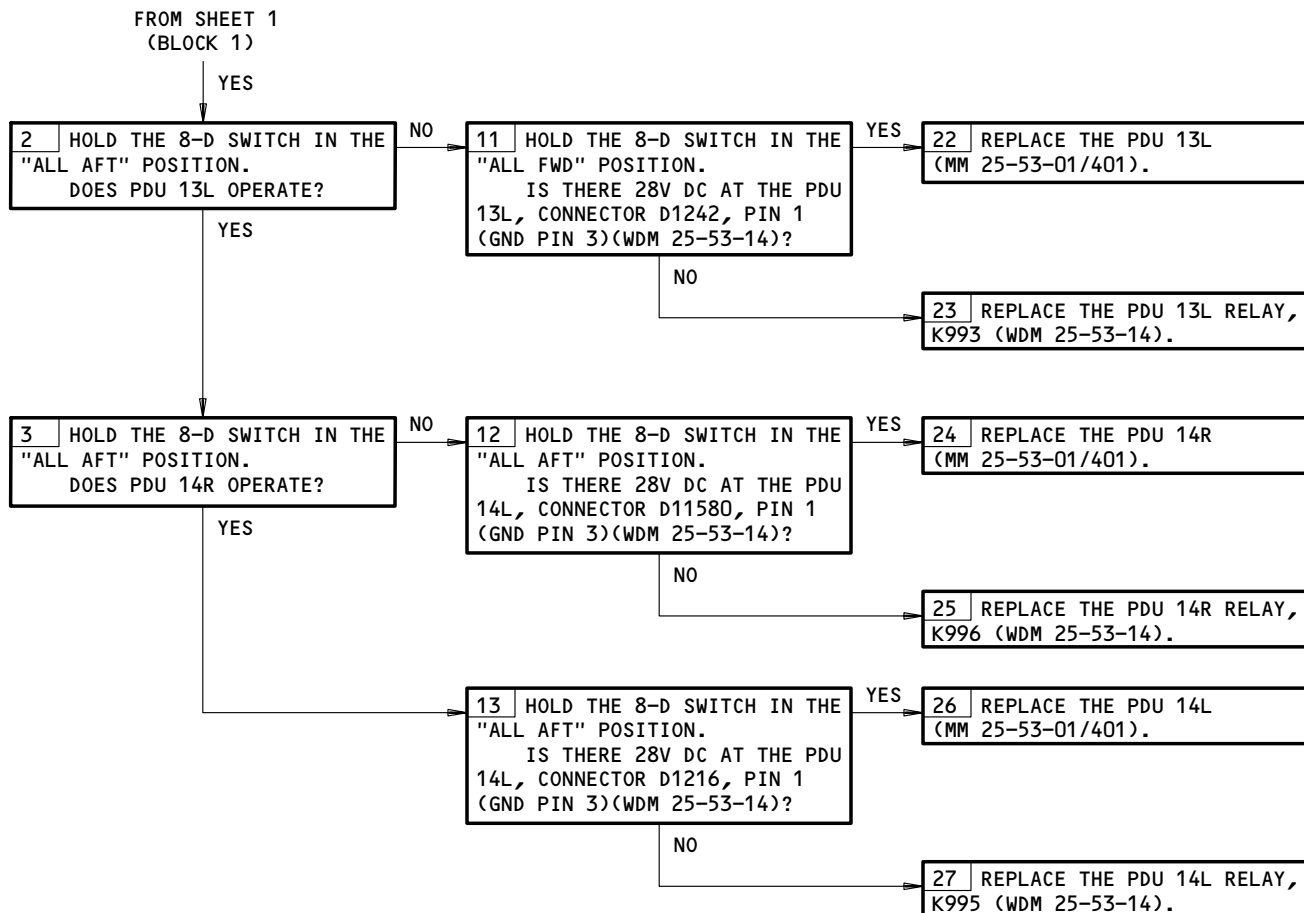 FROM SHEET 1
(BLOCK 1)
YES
2 HOLD THE 8-D SWITCH IN THE
"ALL AFT" POSITION.
DOES PDU 13L OPERATE?
NO
YES
11 HOLD THE 8-D SWITCH IN THE
"ALL FWD" POSITION.
IS THERE 28V DC AT THE PDU
13L, CONNECTOR D1242, PIN 1
(GND PIN 3)(WDM 25-53-14)?
YES
NO
22 REPLACE THE PDU 13L
(MM 25-53-01/401).
23 REPLACE THE PDU 13L RELAY,
K993 (WDM 25-53-14).
3 HOLD THE 8-D SWITCH IN THE
"ALL AFT" POSITION.
DOES PDU 14R OPERATE?
NO
YES
12 HOLD THE 8-D SWITCH IN THE
"ALL AFT" POSITION.
IS THERE 28V DC AT THE PDU
14L, CONNECTOR D11580, PIN 1
(GND PIN 3)(WDM 25-53-14)?
YES
NO
24 REPLACE THE PDU 14R
(MM 25-53-01/401).
25 REPLACE THE PDU 14R RELAY,
K996 (WDM 25-53-14).
13 HOLD THE 8-D SWITCH IN THE
"ALL AFT" POSITION.
IS THERE 28V DC AT THE PDU
14L, CONNECTOR D1216, PIN 1
(GND PIN 3)(WDM 25-53-14)?
YES
NO
26 REPLACE THE PDU 14L
(MM 25-53-01/401).
27 REPLACE THE PDU 14L RELAY,
K995 (WDM 25-53-14).